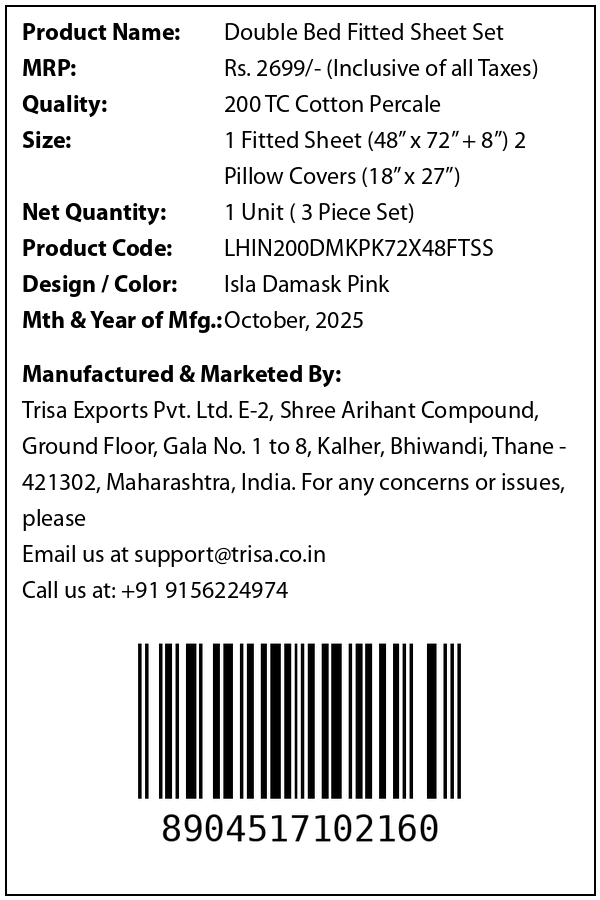 Product Name: Double Bed Fitted Sheet Set
MRP: Rs. 2699/- (Inclusive of all Taxes)
Quality: 200 TC Cotton Percale
Size: 1 Fitted Sheet (48” x 72” + 8”) 2
Pillow Covers (18” x 27”)
Net Quantity: 1 Unit ( 3 Piece Set)
Product Code: LHIN200DMKPK72X48FTSS
Design / Color: Isla Damask Pink
Mth & Year of Mfg.: October, 2025
Manufactured & Marketed By:
Trisa Exports Pvt. Ltd. E-2, Shree Arihant Compound,
Ground Floor, Gala No. 1 to 8, Kalher, Bhiwandi, Thane -
421302, Maharashtra, India. For any concerns or issues,
please
Email us at support@trisa.co.in
Call us at: +91 9156224974
8904517102160